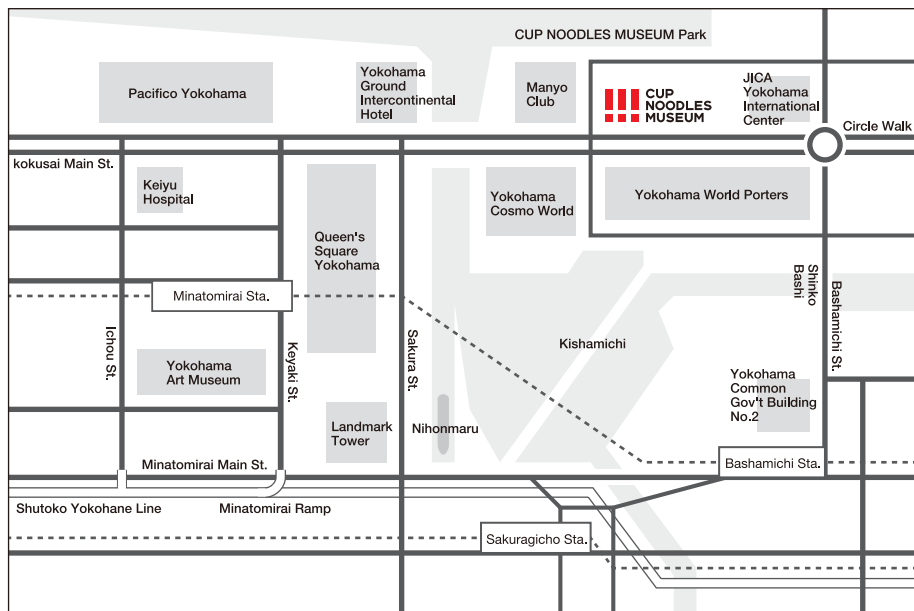 CUP NOODLES MUSEUM Park
Pacifico Yokohama
Yokohama
Ground
Intercontinental
Hotel
Manyo
Club
CUP
NOODLES
MUSEUM
JICA
Yokohama
International
Center
Circle Walk
kokusai Main St.
Keiyu
Hospital
Queen's
Square
Yokohama
Yokohama
Cosmo World
Yokohama World Porters
Minatomirai Sta.
Shinko
Bashi
Bashamichi St.
Ichou St.
Keyaki St.
Sakura St.
Kishamichi
Yokohama
Art Museum
Yokohama
Common
Gov't Building
No.2
Landmark
Tower
Nihonmaru
Minatomirai Main St.
Bashamichi Sta.
Shutoko Yokohane Line
Minatomirai Ramp
Sakuragicho Sta.